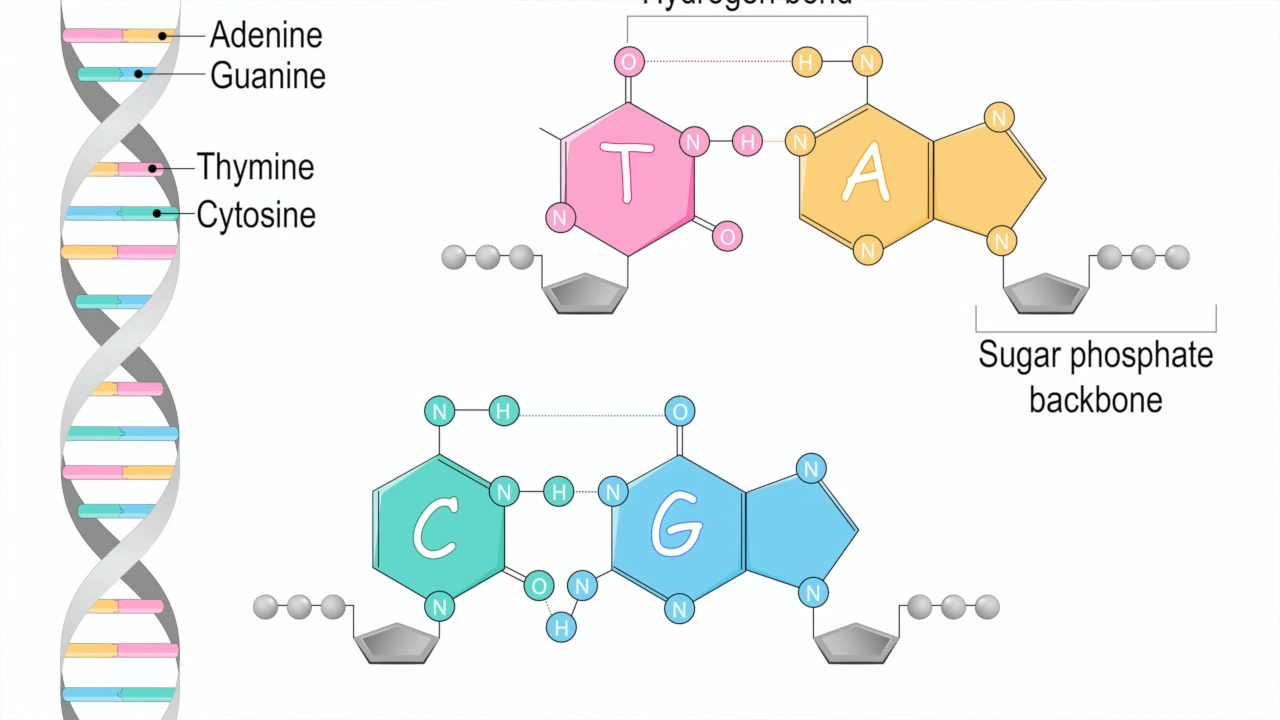 Hydrogen bond
Adenine
Guanine
Thymine
Cytosine
O H N
N H N N
T A
N O N N
Sugar phosphate
backbone
N H O
N
N H N
C G
O N N
N H N